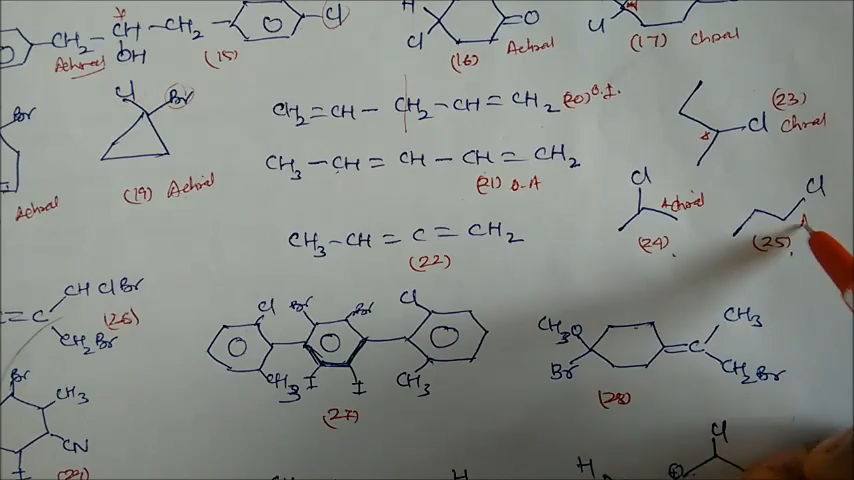 CH2 - CH - CH2 Cl
OH
Achiral
(15)
H
Cl
O
(16) Achiral
Cl
(17) Chiral
Br
Achiral
Cl Br
(19) Achiral
CH2=CH - CH2 - CH=CH2 (20) O.I.
CH3 - CH = CH - CH = CH2
(21) O.A
CH3 - CH = C = CH2
(22)
* Cl (23)
Chiral
Cl
Achiral
(24)
Cl
(25)
=C CHClBr
CH2Br
(26)
Cl Br Br Cl
CH3 I I CH3
(27)
CH3O
Br
=C CH3
CH2Br
(28)
Br
CH3
CN
I
(29)
H
H
⊕ Cl